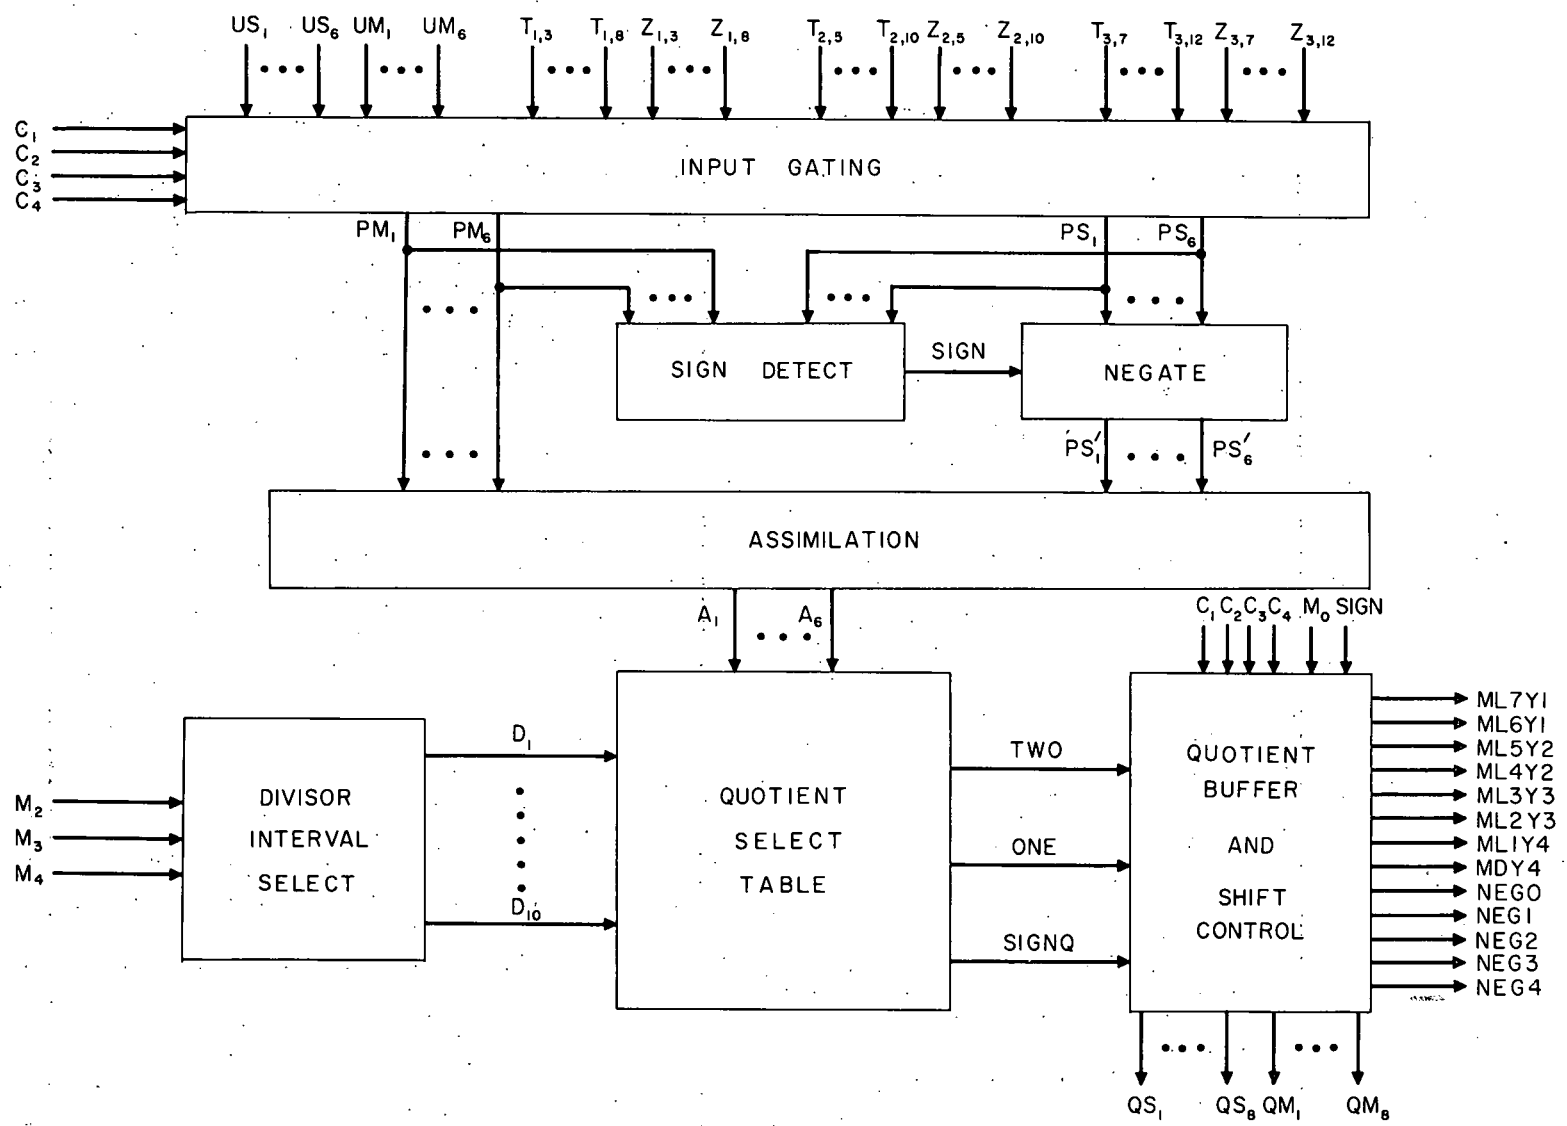 US₁ US₆ UM₁ UM₆ T₁,₃ T₁,₈ Z₁,₃ Z₁,₈ T₂,₅ T₂,₁₀ Z₂,₅ Z₂,₁₀ T₃,₇ T₃,₁₂ Z₃,₇ Z₃,₁₂
C₁
C₂
C₃
C₄
INPUT GATING
PM₁ PM₆ PS₁ PS₆
SIGN DETECT
SIGN
NEGATE
PS₁′ PS₆′
ASSIMILATION
A₁ A₆
C₁ C₂ C₃ C₄ M₀ SIGN
M₂
M₃
M₄
DIVISOR
INTERVAL
SELECT
D₁
D₁₀
QUOTIENT
SELECT
TABLE
TWO
ONE
SIGNQ
QUOTIENT
BUFFER
AND
SHIFT
CONTROL
ML7Y1
ML6Y1
ML5Y2
ML4Y2
ML3Y3
ML2Y3
ML1Y4
MDY4
NEG0
NEG1
NEG2
NEG3
NEG4
QS₁ QS₈ QM₁ QM₈